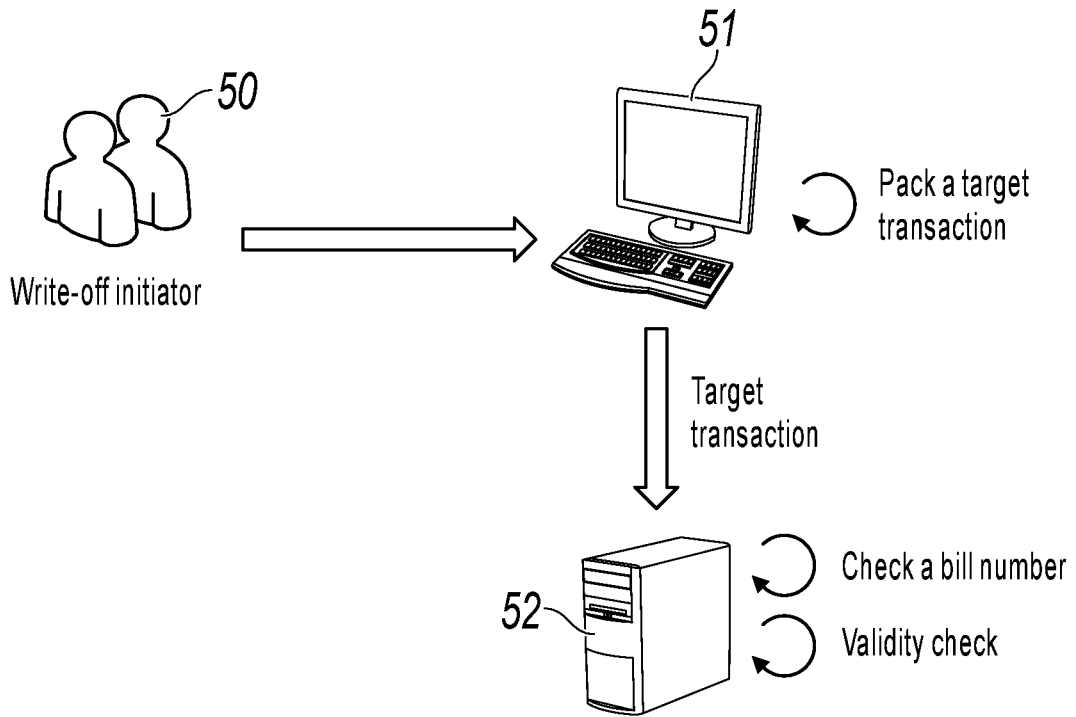 50
51
Write-off initiator
Pack a target
transaction
Target
transaction
52
Check a bill number
Validity check